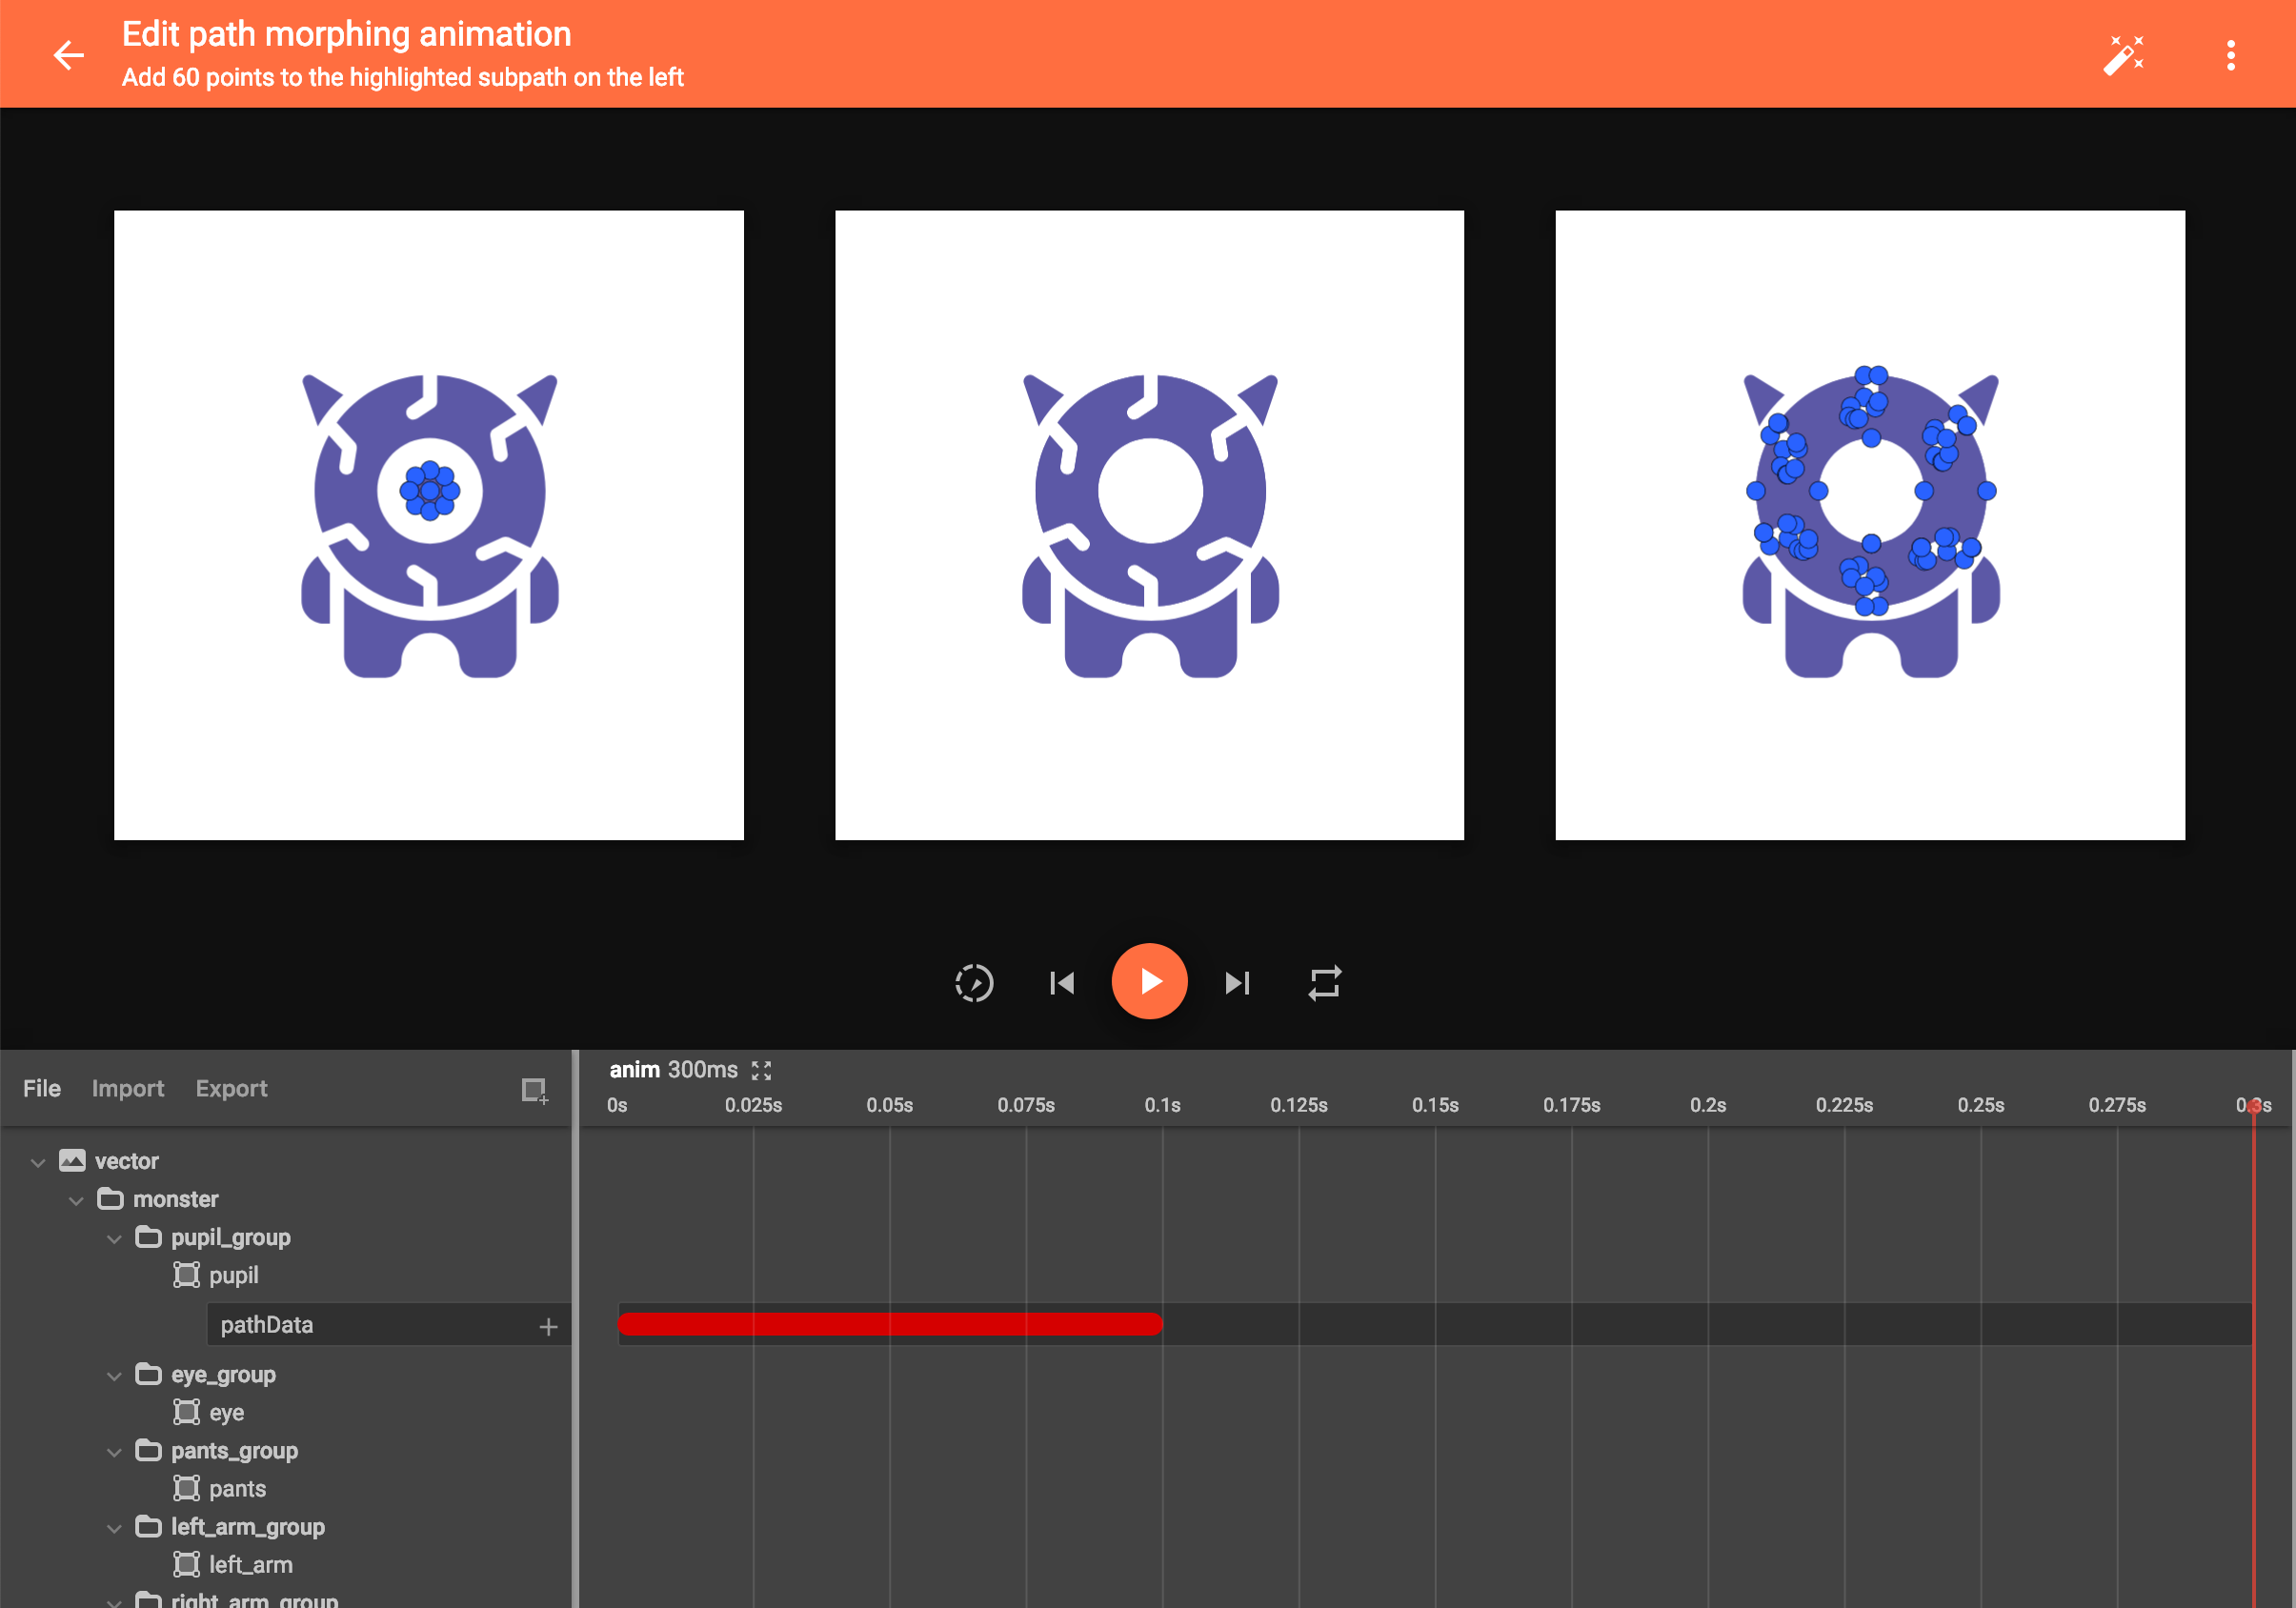 Edit path morphing animation
Add 60 points to the highlighted subpath on the left
File Import Export
anim 300ms
0s 0.025s 0.05s 0.075s 0.1s 0.125s 0.15s 0.175s 0.2s 0.225s 0.25s 0.275s 0.3s
vector
monster
pupil_group
pupil
pathData
eye_group
eye
pants_group
pants
left_arm_group
left_arm
right_arm_group